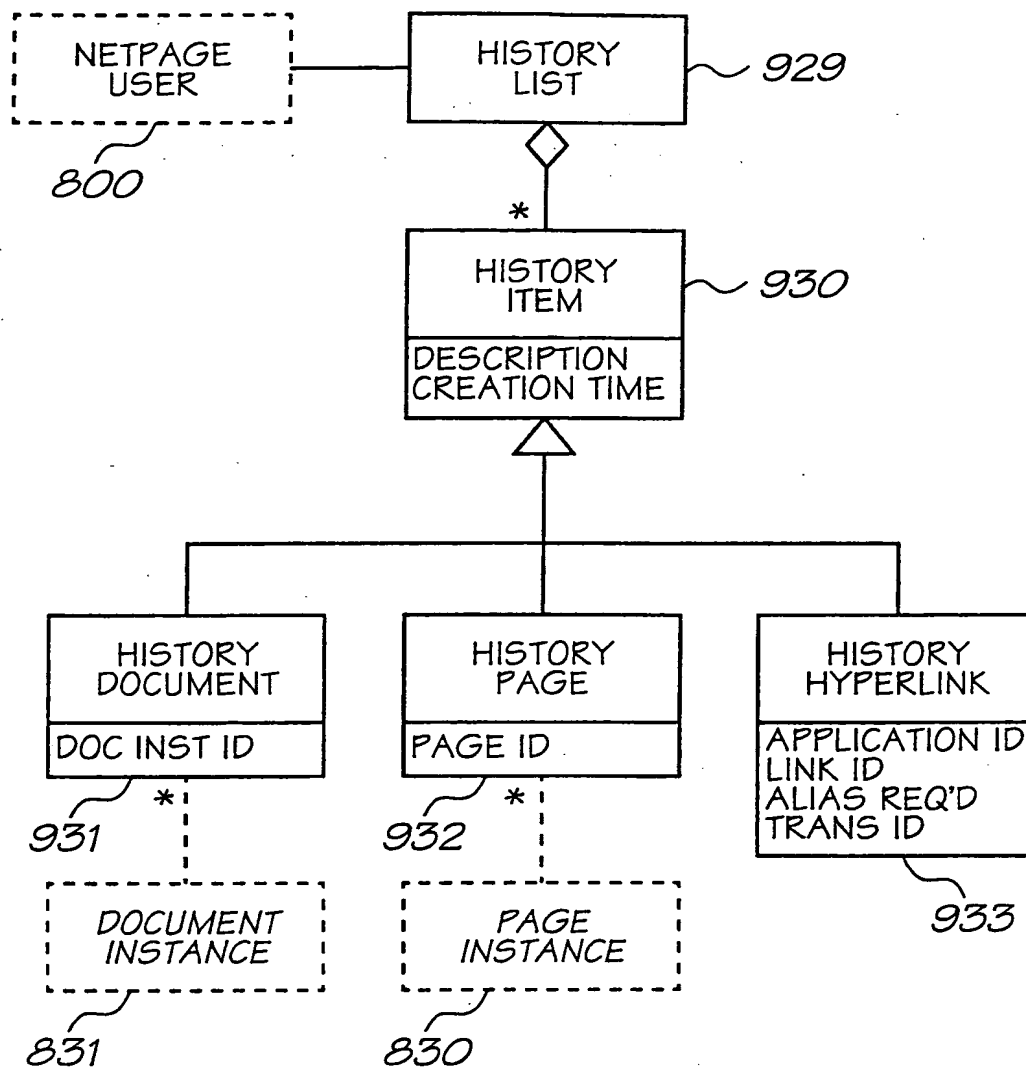 NETPAGE
USER
HISTORY
LIST
929
800
*
HISTORY
ITEM
930
DESCRIPTION
CREATION TIME
HISTORY
DOCUMENT
DOC INST ID
931
*
HISTORY
PAGE
PAGE ID
932
*
HISTORY
HYPERLINK
APPLICATION ID
LINK ID
ALIAS REQ'D
TRANS ID
933
DOCUMENT
INSTANCE
831
PAGE
INSTANCE
830